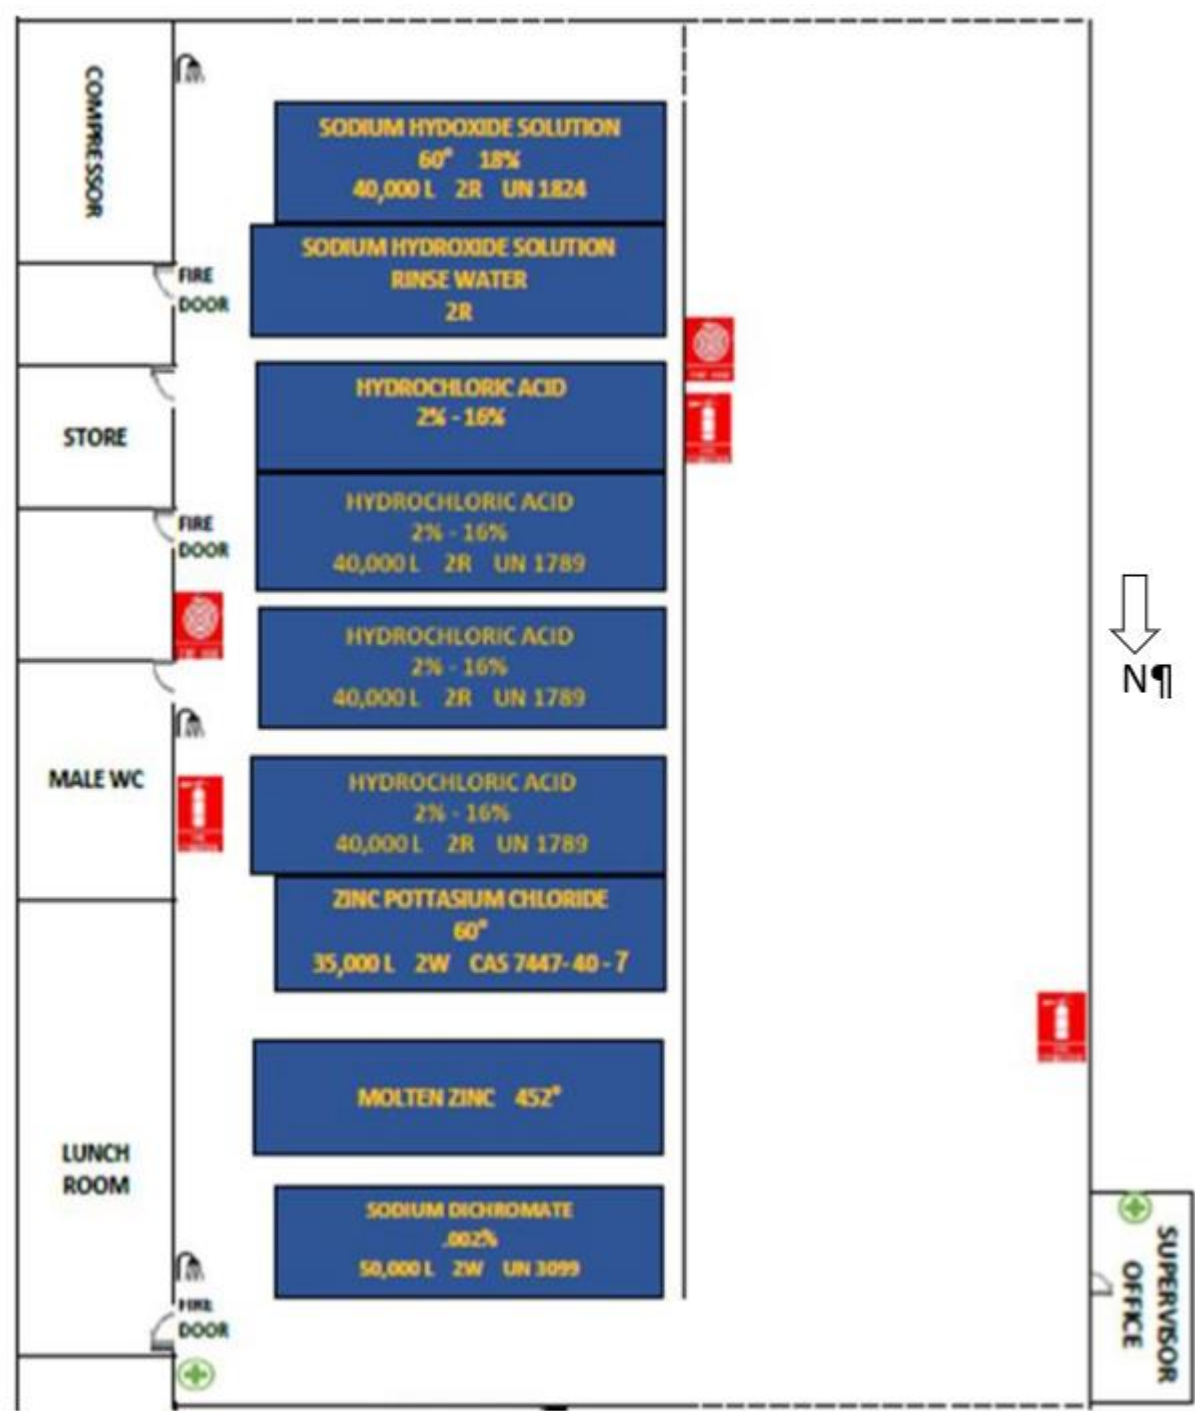 COMPRESSOR
SODIUM HYDOXIDE SOLUTION
60° 18%
40,000 L 2R UN 1824
SODIUM HYDROXIDE SOLUTION
RINSE WATER
2R
FIRE
DOOR
HYDROCHLORIC ACID
2% - 16%
STORE
HYDROCHLORIC ACID
2% - 16%
40,000 L 2R UN 1789
FIRE
DOOR
HYDROCHLORIC ACID
2% - 16%
40,000 L 2R UN 1789
N¶
MALE WC
HYDROCHLORIC ACID
2% - 16%
40,000 L 2R UN 1789
ZINC POTTASIUM CHLORIDE
60°
35,000 L 2W CAS 7447- 40 - 7
MOLTEN ZINC 452°
LUNCH
ROOM
SODIUM DICHROMATE
.002%
50,000 L 2W UN 3099
FIRE
DOOR
SUPERVISOR
OFFICE